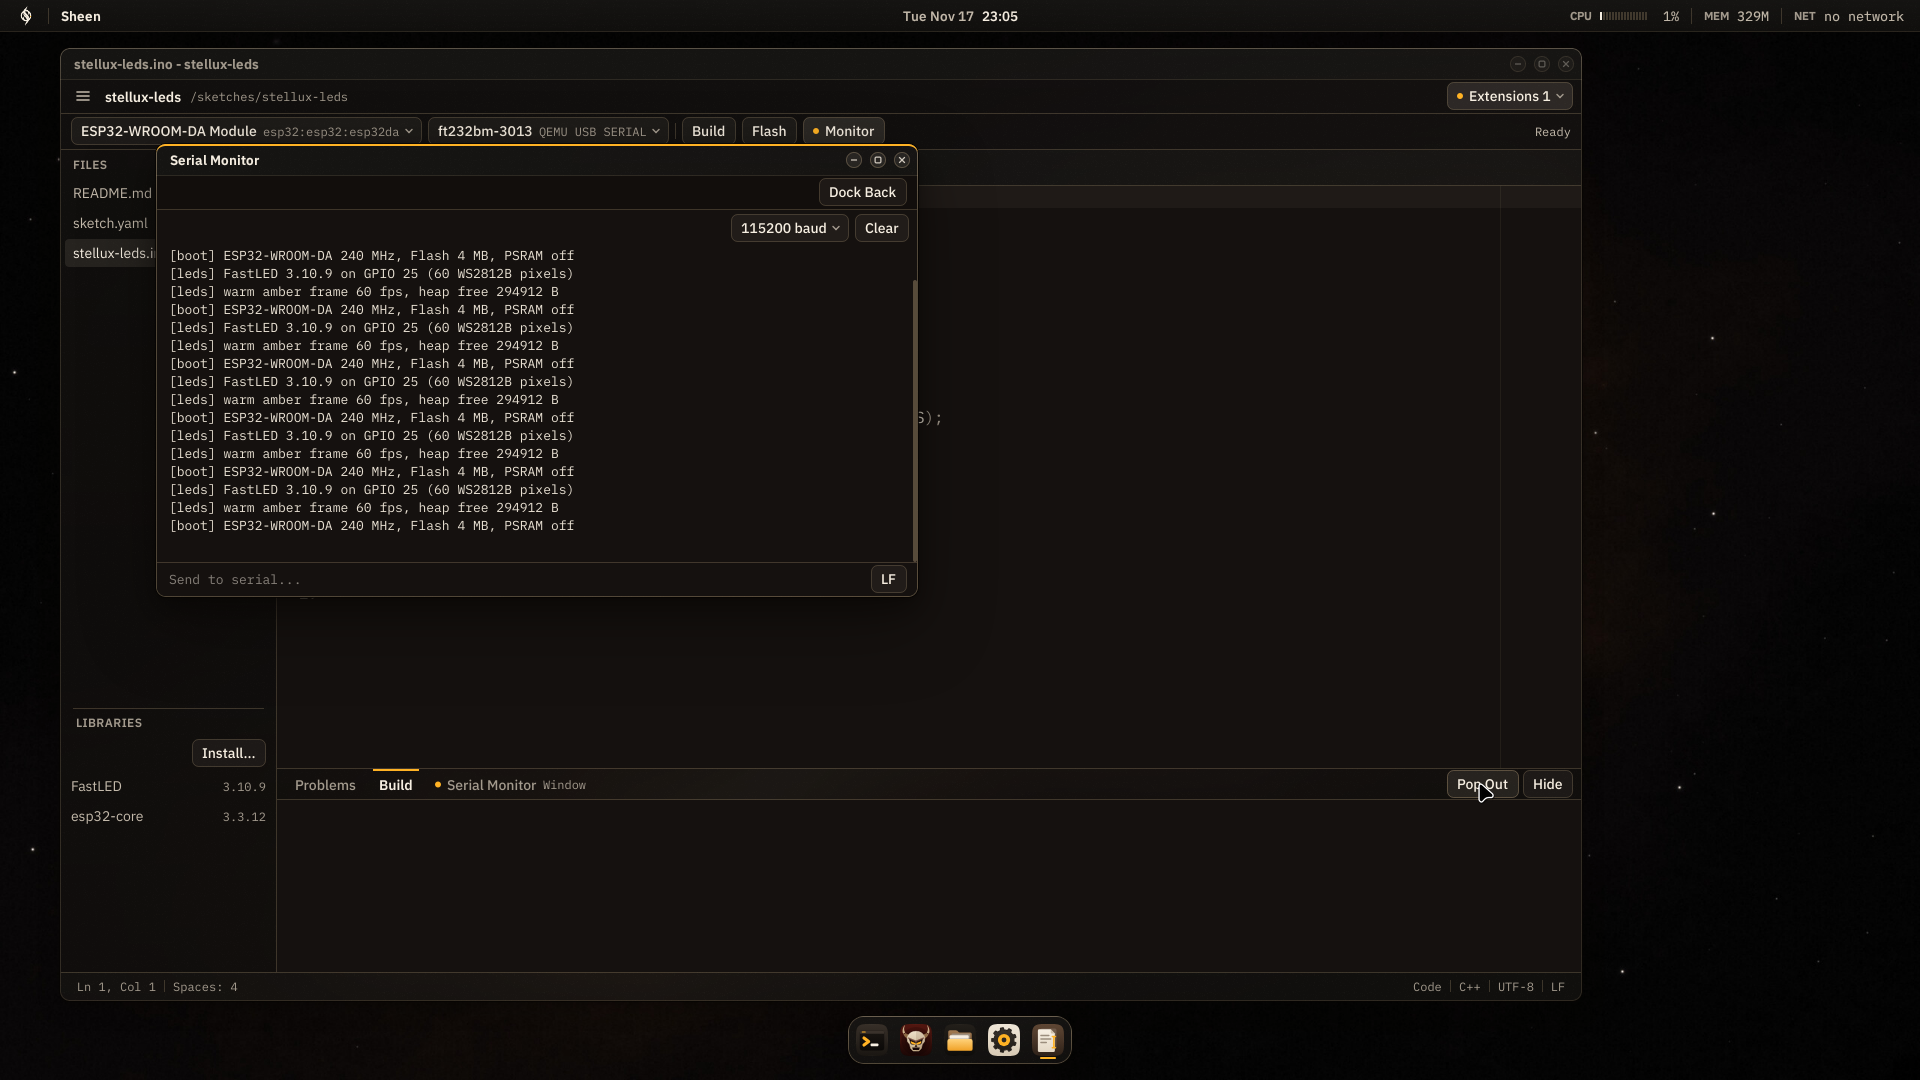 Sheen
Tue Nov 17 23:05
CPU 1% MEM 329M NET no network
stellux-leds.ino - stellux-leds
stellux-leds /sketches/stellux-leds
Extensions 1
ESP32-WROOM-DA Module esp32:esp32:esp32da
ft232bm-3013 QEMU USB SERIAL
Build
Flash
Monitor
Ready
FILES
README.md
sketch.yaml
stellux-leds.i
Serial Monitor
Dock Back
115200 baud
Clear
[boot] ESP32-WROOM-DA 240 MHz, Flash 4 MB, PSRAM off
[leds] FastLED 3.10.9 on GPIO 25 (60 WS2812B pixels)
[leds] warm amber frame 60 fps, heap free 294912 B
[boot] ESP32-WROOM-DA 240 MHz, Flash 4 MB, PSRAM off
[leds] FastLED 3.10.9 on GPIO 25 (60 WS2812B pixels)
[leds] warm amber frame 60 fps, heap free 294912 B
[boot] ESP32-WROOM-DA 240 MHz, Flash 4 MB, PSRAM off
[leds] FastLED 3.10.9 on GPIO 25 (60 WS2812B pixels)
[leds] warm amber frame 60 fps, heap free 294912 B
[boot] ESP32-WROOM-DA 240 MHz, Flash 4 MB, PSRAM off
[leds] FastLED 3.10.9 on GPIO 25 (60 WS2812B pixels)
[leds] warm amber frame 60 fps, heap free 294912 B
[boot] ESP32-WROOM-DA 240 MHz, Flash 4 MB, PSRAM off
[leds] FastLED 3.10.9 on GPIO 25 (60 WS2812B pixels)
[leds] warm amber frame 60 fps, heap free 294912 B
[boot] ESP32-WROOM-DA 240 MHz, Flash 4 MB, PSRAM off
Send to serial...
LF
S);
LIBRARIES
Install...
FastLED 3.10.9
esp32-core 3.3.12
Problems
Build
Serial Monitor Window
Pop Out
Hide
Ln 1, Col 1
Spaces: 4
Code
C++
UTF-8
LF